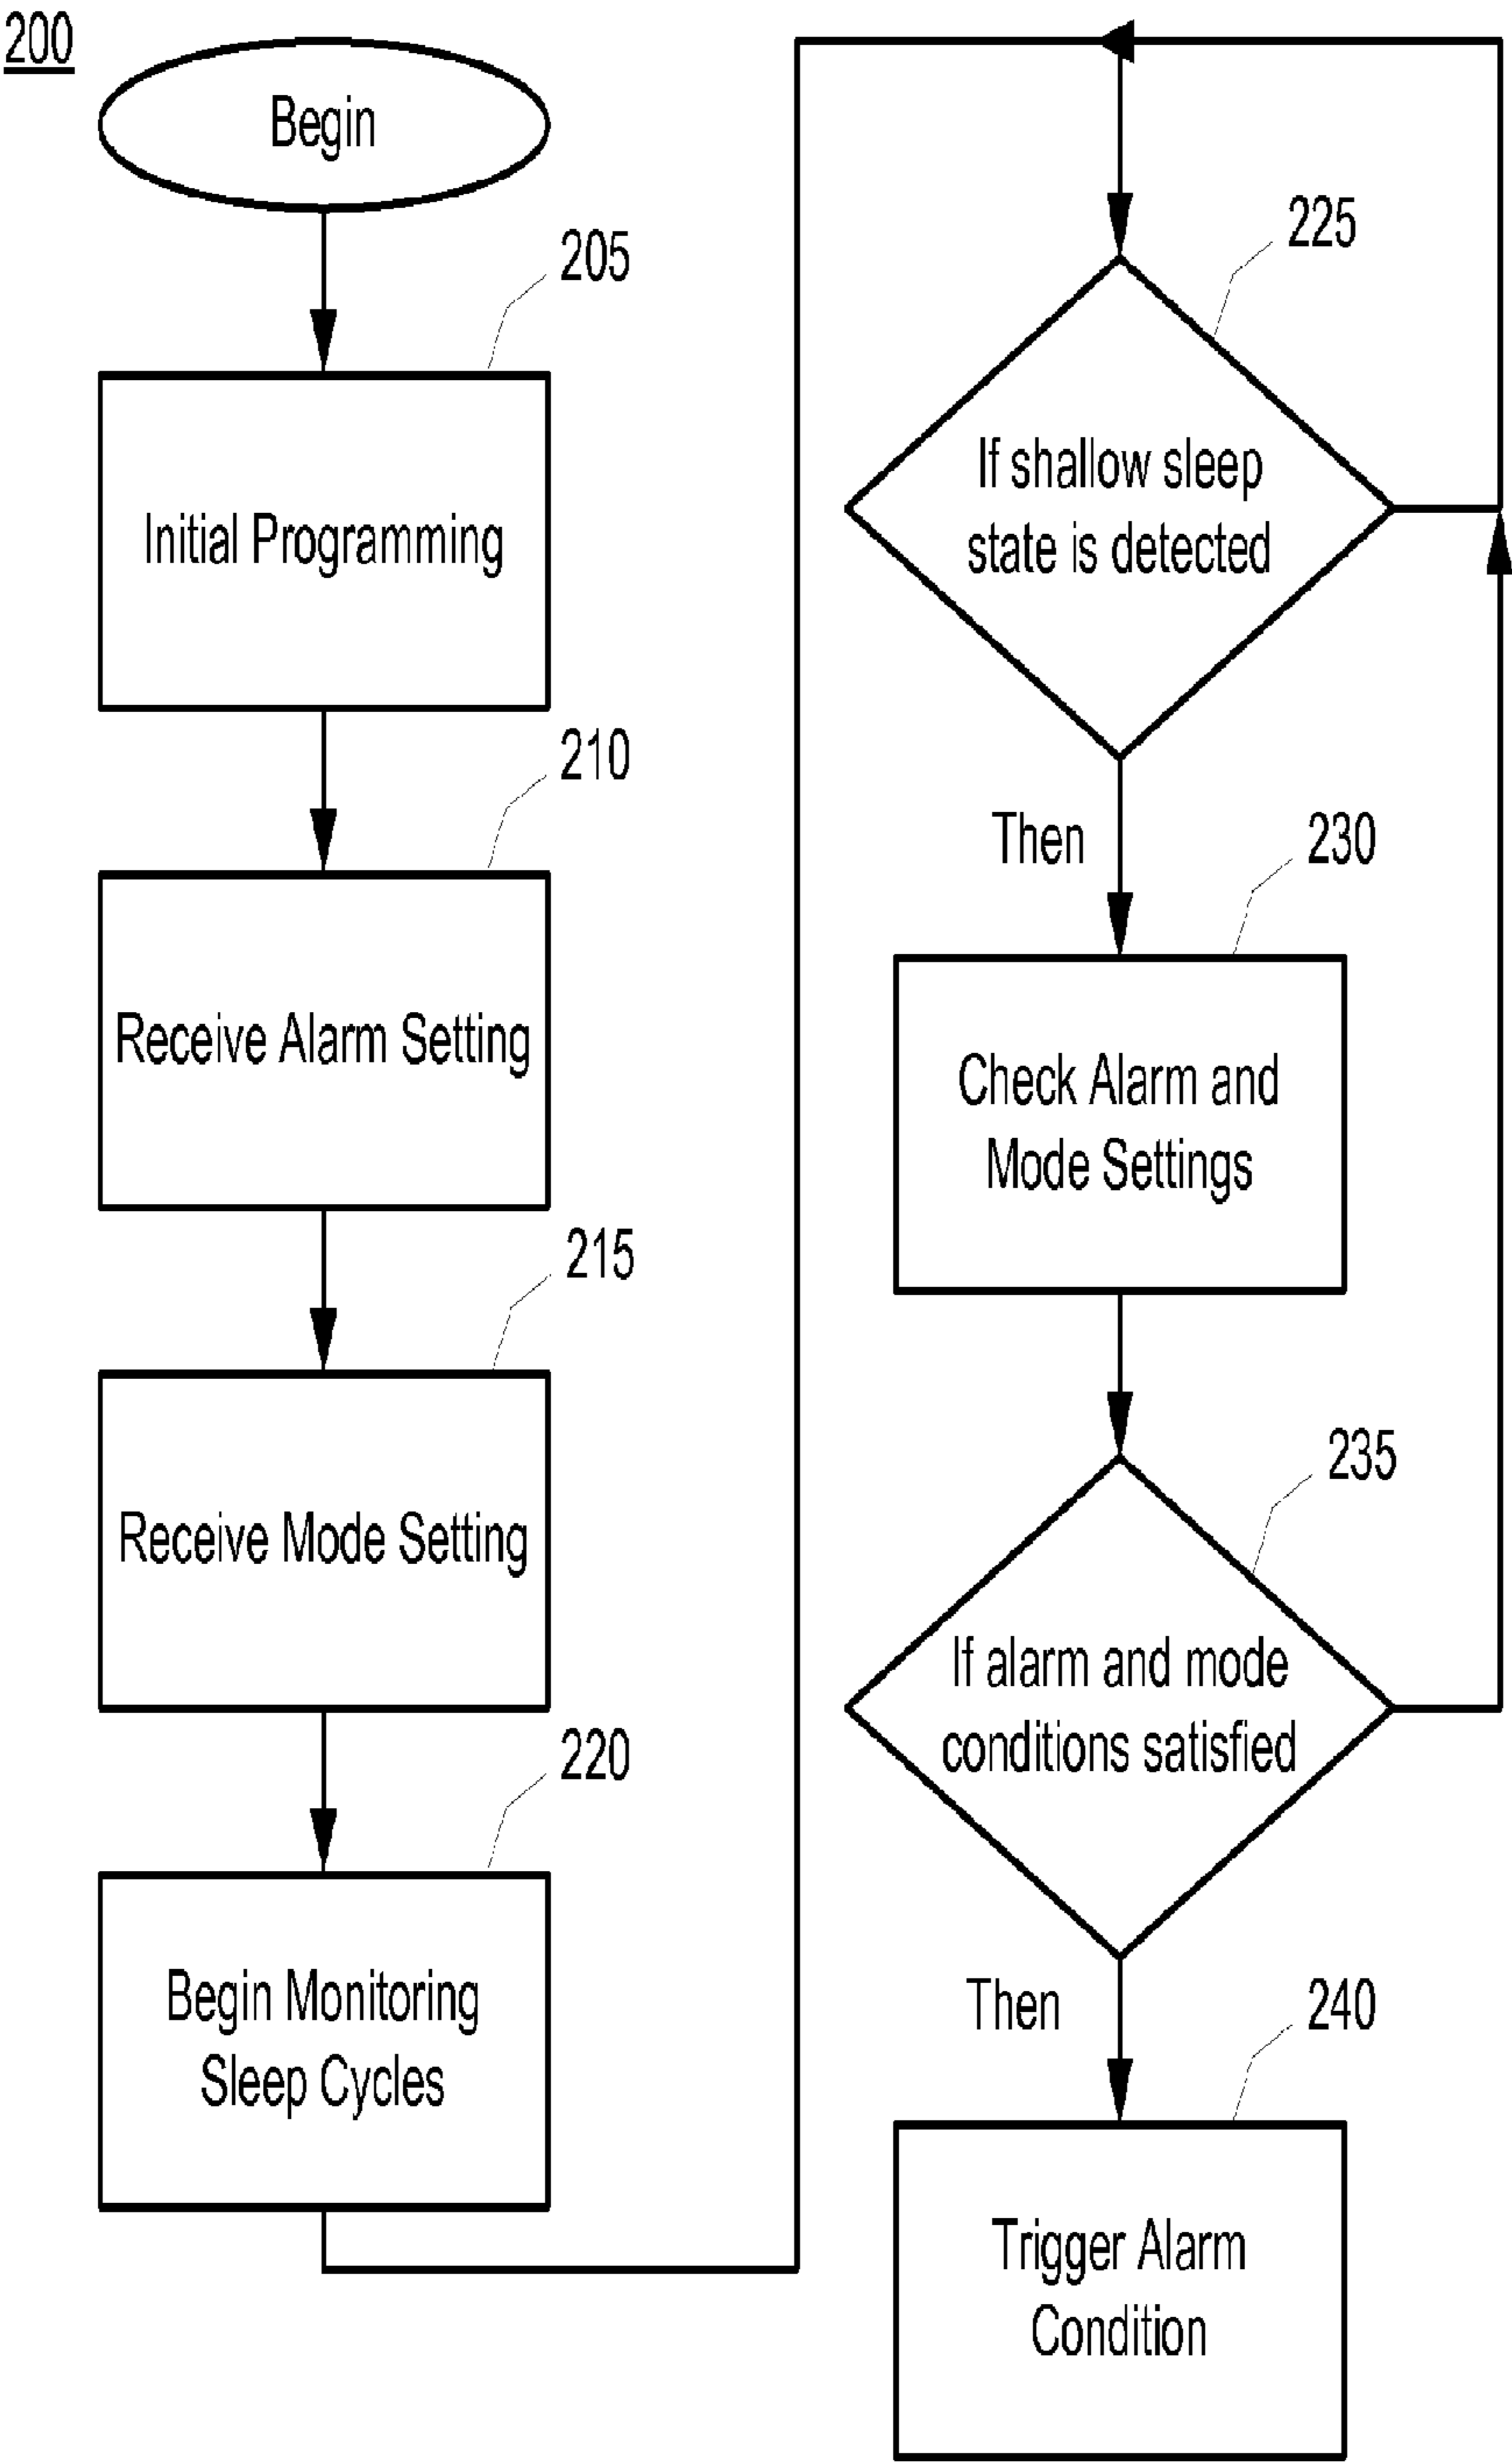 200
Begin
205
Initial Programming
210
Receive Alarm Setting
215
Receive Mode Setting
220
Begin Monitoring
Sleep Cycles
225
If shallow sleep
state is detected
Then
230
Check Alarm and
Mode Settings
235
If alarm and mode
conditions satisfied
Then
240
Trigger Alarm
Condition